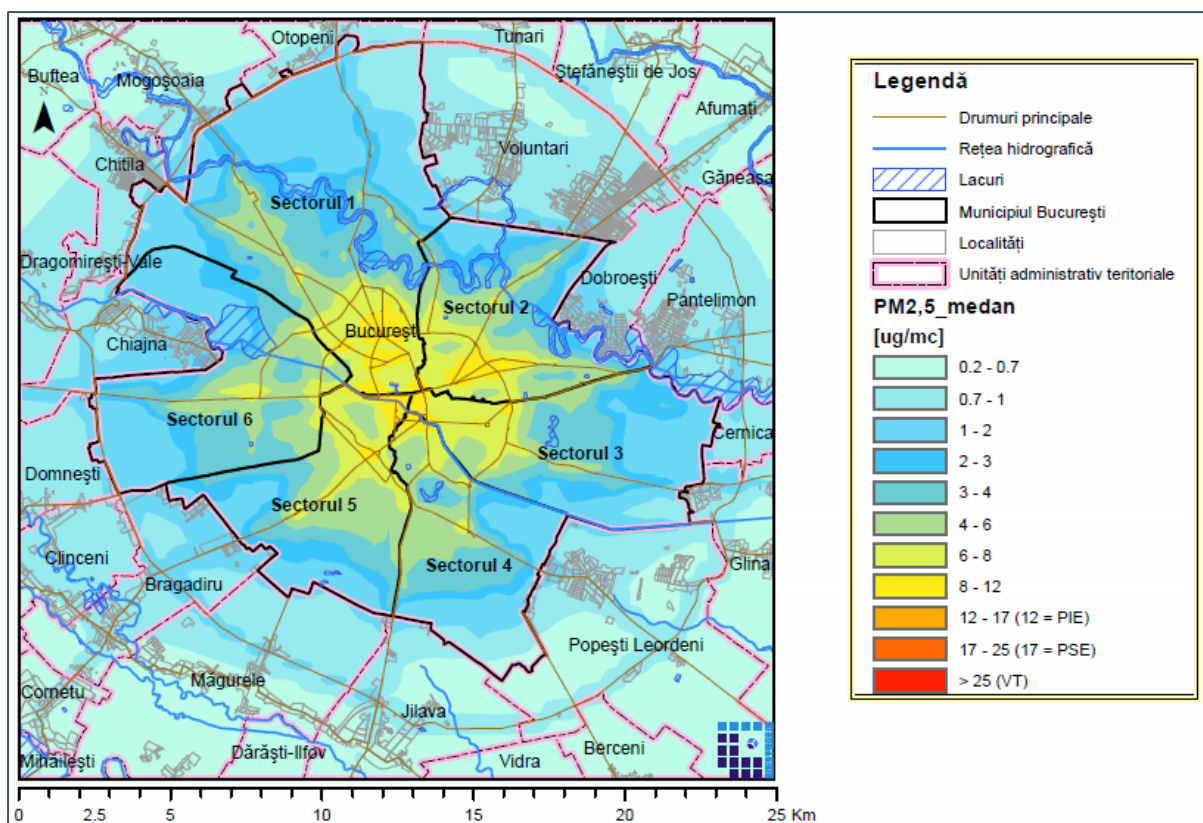 Otopeni
Tunari
Buftea
Mogoşoaia
Ştefăneştii de Jos
N
Afumaţi
Chitila
Voluntari
Găneasa
Sectorul 1
Dragomireşti-Vale
Dobroeşti
Sectorul 2
Pantelimon
Bucureşti
Chiajna
Sectorul 6
Cernica
Sectorul 3
Domneşti
Sectorul 5
Clinceni
Glina
Bragadiru
Sectorul 4
Popeşti Leordeni
Măgurele
Cornetu
Jilava
Dărăşti-Ilfov
Berceni
Mihăileşti
Vidra
0 2.5 5 10 15 20 25 Km
Legendă
Drumuri principale
Reţea hidrografică
Lacuri
Municipiul Bucureşti
Localităţi
Unităţi administrativ teritoriale
PM2,5_medan
[ug/mc]
0.2 - 0.7
0.7 - 1
1 - 2
2 - 3
3 - 4
4 - 6
6 - 8
8 - 12
12 - 17 (12 = PIE)
17 - 25 (17 = PSE)
> 25 (VT)